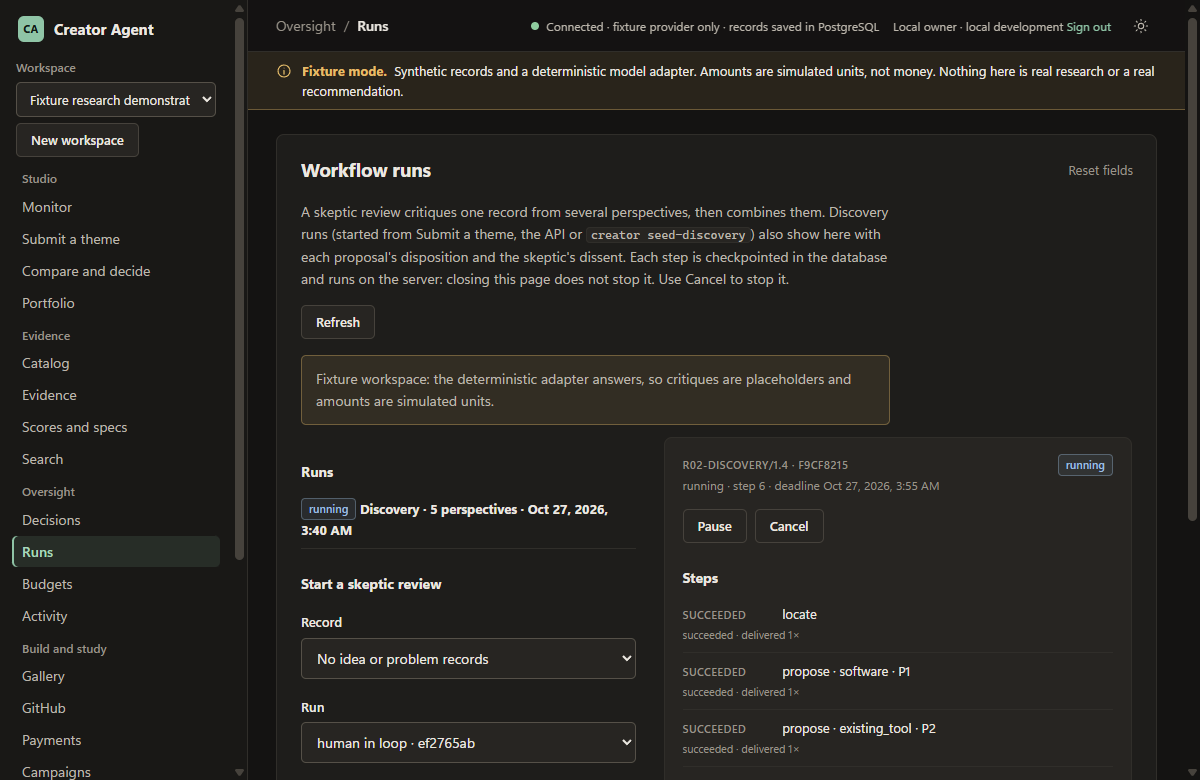 CA Creator Agent
Workspace
Fixture research demonstrat
New workspace
Studio
Monitor
Submit a theme
Compare and decide
Portfolio
Evidence
Catalog
Evidence
Scores and specs
Search
Oversight
Decisions
Runs
Budgets
Activity
Build and study
Gallery
GitHub
Payments
Campaigns
Oversight / Runs
Connected · fixture provider only · records saved in PostgreSQL
Local owner · local development Sign out
Fixture mode. Synthetic records and a deterministic model adapter. Amounts are simulated units, not money. Nothing here is real research or a real
recommendation.
Workflow runs
Reset fields
A skeptic review critiques one record from several perspectives, then combines them. Discovery
runs (started from Submit a theme, the API or creator seed-discovery ) also show here with
each proposal's disposition and the skeptic's dissent. Each step is checkpointed in the database
and runs on the server: closing this page does not stop it. Use Cancel to stop it.
Refresh
Fixture workspace: the deterministic adapter answers, so critiques are placeholders and
amounts are simulated units.
Runs
running Discovery · 5 perspectives · Oct 27, 2026,
3:40 AM
Start a skeptic review
Record
No idea or problem records
Run
human in loop · ef2765ab
R02-DISCOVERY/1.4 · F9CF8215
running
running · step 6 · deadline Oct 27, 2026, 3:55 AM
Pause
Cancel
Steps
SUCCEEDED locate
succeeded · delivered 1×
SUCCEEDED propose · software · P1
succeeded · delivered 1×
SUCCEEDED propose · existing_tool · P2
succeeded · delivered 1×